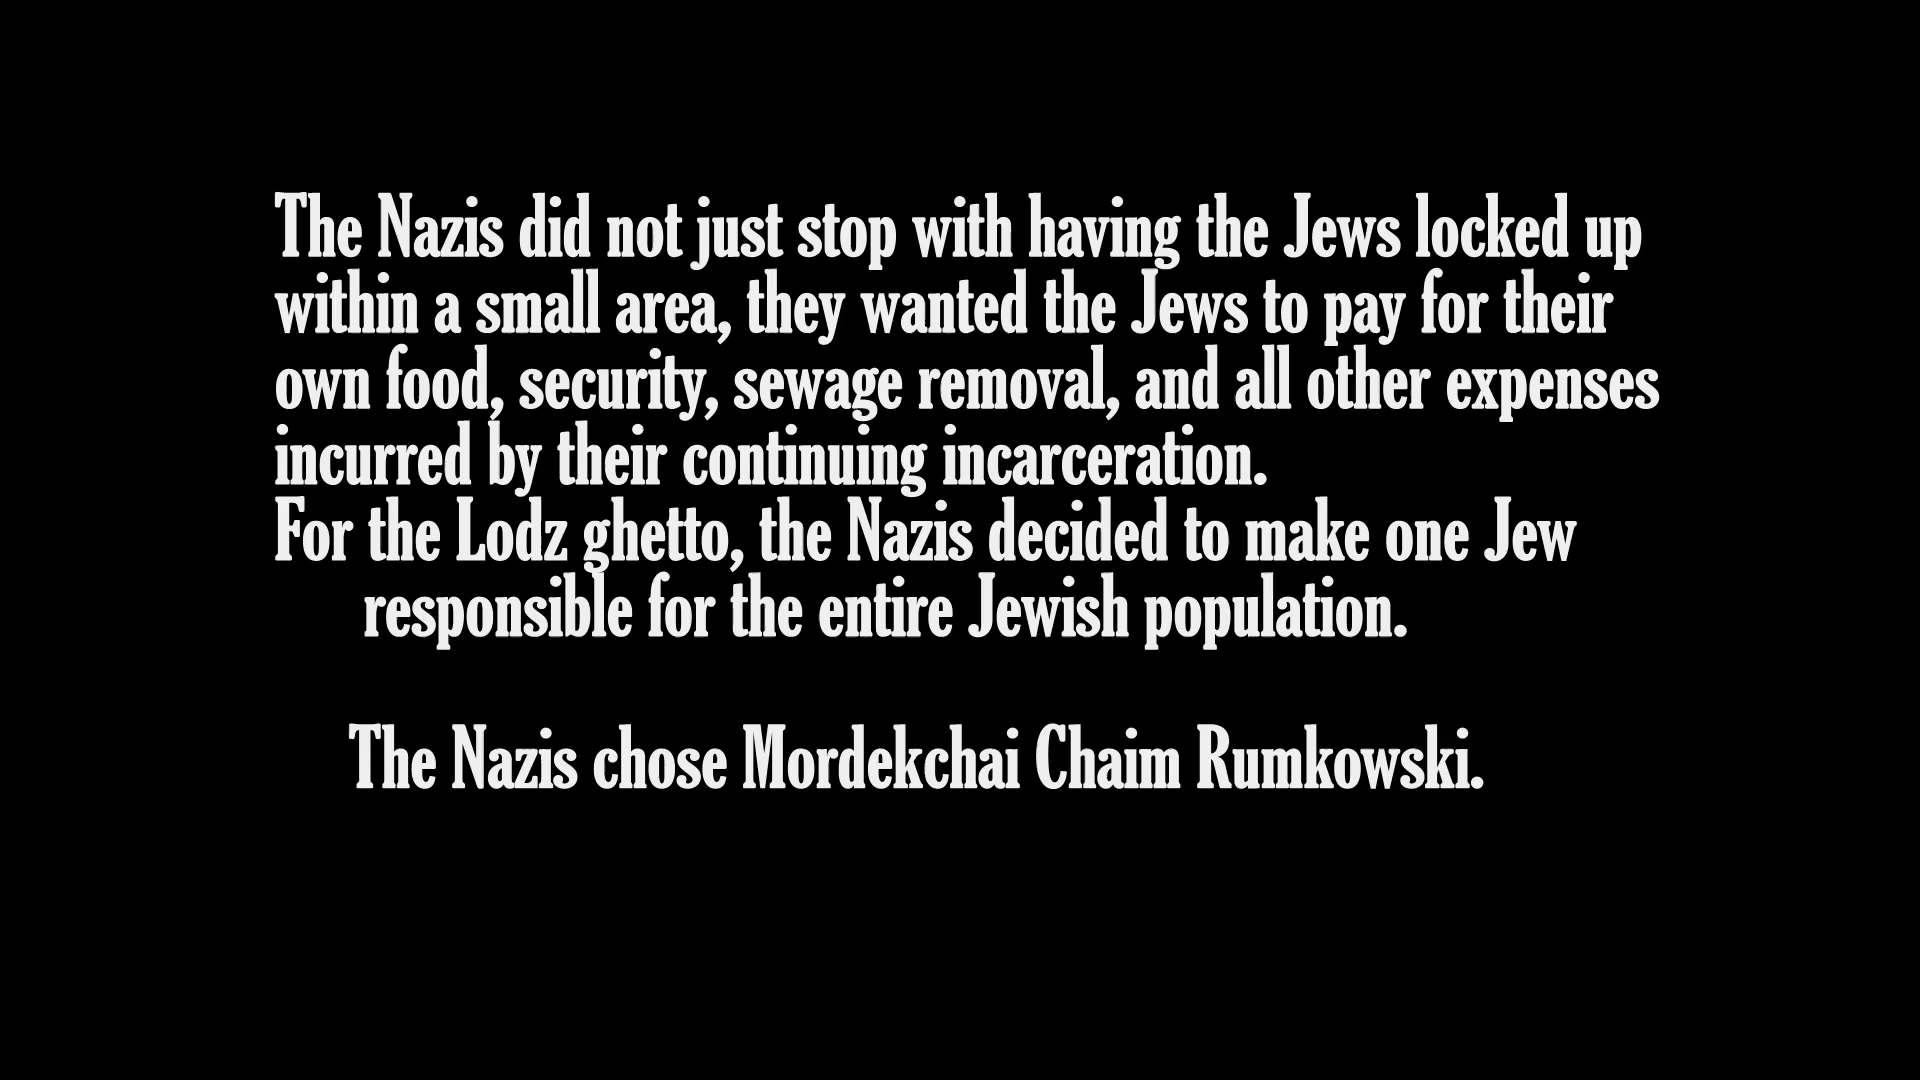 The Nazis did not just stop with having the Jews locked up
within a small area, they wanted the Jews to pay for their
own food, security, sewage removal, and all other expenses
incurred by their continuing incarceration.
For the Lodz ghetto, the Nazis decided to make one Jew
responsible for the entire Jewish population.
The Nazis chose Mordekchai Chaim Rumkowski.